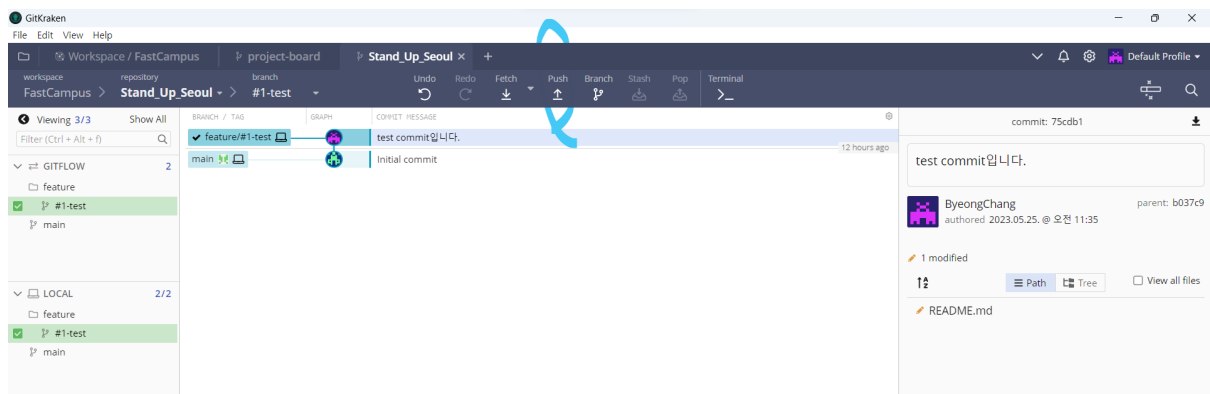 GitKraken
File Edit View Help
Workspace / FastCampus project-board Stand_Up_Seoul × + Default Profile
workspace repository branch Undo Redo Fetch Push Branch Stash Pop Terminal
FastCampus Stand_Up_Seoul #1-test
Viewing 3/3 Show All
Filter (Ctrl + Alt + f)
GITFLOW 2
feature
#1-test
main
LOCAL 2/2
feature
#1-test
main
BRANCH / TAG GRAPH COMMIT MESSAGE
feature/#1-test test commit입니다.
12 hours ago
main Initial commit
commit: 75cdb1
test commit입니다.
ByeongChang parent: b037c9
authored 2023.05.25. @ 오전 11:35
1 modified
Path Tree View all files
README.md